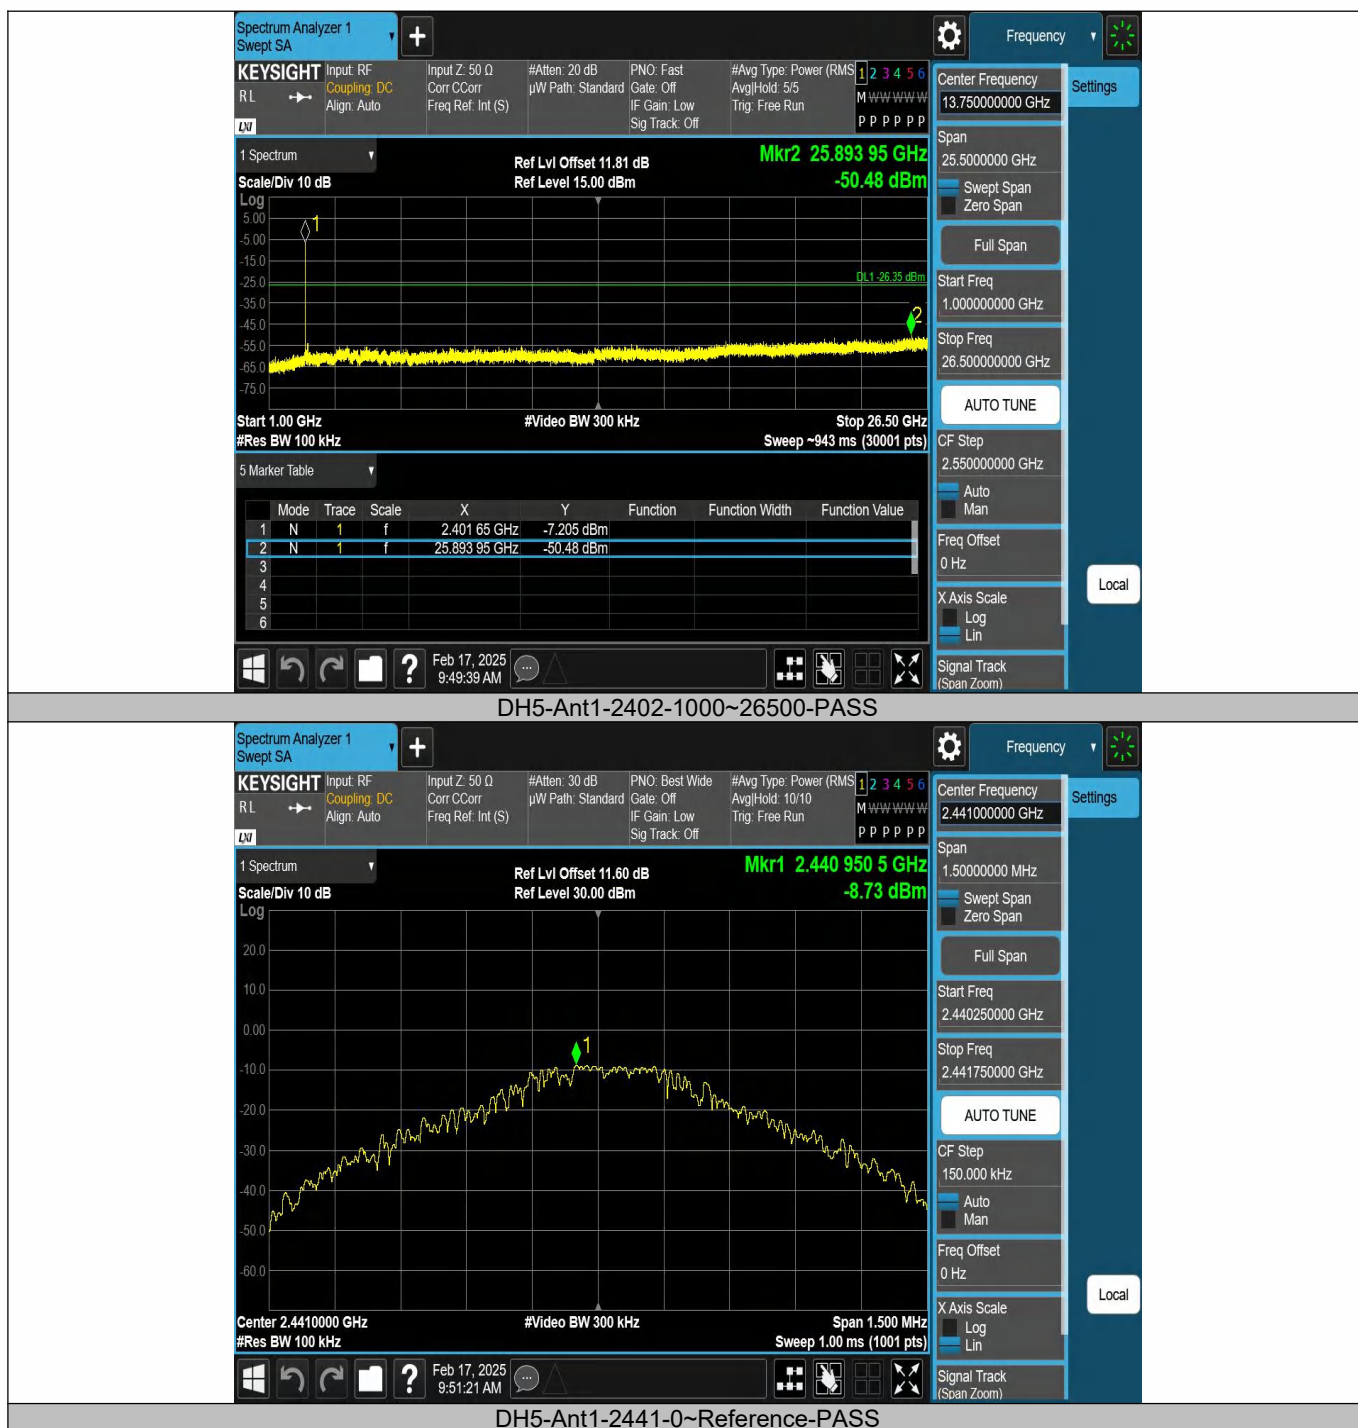 Spectrum Analyzer 1
Swept SA
+
Frequency
KEYSIGHT
RL
LXI
Input: RF
Coupling: DC
Align: Auto
Input Z: 50 Ω
Corr CCorr
Freq Ref: Int (S)
#Atten: 20 dB
µW Path: Standard
PNO: Fast
Gate: Off
IF Gain: Low
Sig Track: Off
#Avg Type: Power (RMS
Avg|Hold: 5/5
Trig: Free Run
1 2 3 4 5 6
M W W W W W
P P P P P P
1 Spectrum
Scale/Div 10 dB
Ref Lvl Offset 11.81 dB
Ref Level 15.00 dBm
Mkr2 25.893 95 GHz
-50.48 dBm
Log
5.00
-5.00
-15.0
-25.0
-35.0
-45.0
-55.0
-65.0
-75.0
1
DL1 -26.35 dBm
2
Start 1.00 GHz
#Video BW 300 kHz
Stop 26.50 GHz
#Res BW 100 kHz
Sweep ~943 ms (30001 pts)
5 Marker Table
Mode Trace Scale X Y Function Function Width Function Value
1 N 1 f 2.401 65 GHz -7.205 dBm
2 N 1 f 25.893 95 GHz -50.48 dBm
3
4
5
6
Feb 17, 2025
9:49:39 AM
Center Frequency
13.750000000 GHz
Settings
Span
25.5000000 GHz
Swept Span
Zero Span
Full Span
Start Freq
1.000000000 GHz
Stop Freq
26.500000000 GHz
AUTO TUNE
CF Step
2.550000000 GHz
Auto
Man
Freq Offset
0 Hz
X Axis Scale
Log
Lin
Local
Signal Track
(Span Zoom)
DH5-Ant1-2402-1000~26500-PASS
Spectrum Analyzer 1
Swept SA
+
Frequency
KEYSIGHT
RL
LXI
Input: RF
Coupling: DC
Align: Auto
Input Z: 50 Ω
Corr CCorr
Freq Ref: Int (S)
#Atten: 30 dB
µW Path: Standard
PNO: Best Wide
Gate: Off
IF Gain: Low
Sig Track: Off
#Avg Type: Power (RMS
Avg|Hold: 10/10
Trig: Free Run
1 2 3 4 5 6
M W W W W W
P P P P P P
1 Spectrum
Scale/Div 10 dB
Ref Lvl Offset 11.60 dB
Ref Level 30.00 dBm
Mkr1 2.440 950 5 GHz
-8.73 dBm
Log
20.0
10.0
0.00
-10.0
-20.0
-30.0
-40.0
-50.0
-60.0
1
Center 2.4410000 GHz
#Video BW 300 kHz
Span 1.500 MHz
#Res BW 100 kHz
Sweep 1.00 ms (1001 pts)
Feb 17, 2025
9:51:21 AM
Center Frequency
2.441000000 GHz
Settings
Span
1.50000000 MHz
Swept Span
Zero Span
Full Span
Start Freq
2.440250000 GHz
Stop Freq
2.441750000 GHz
AUTO TUNE
CF Step
150.000 kHz
Auto
Man
Freq Offset
0 Hz
X Axis Scale
Log
Lin
Local
Signal Track
(Span Zoom)
DH5-Ant1-2441-0~Reference-PASS